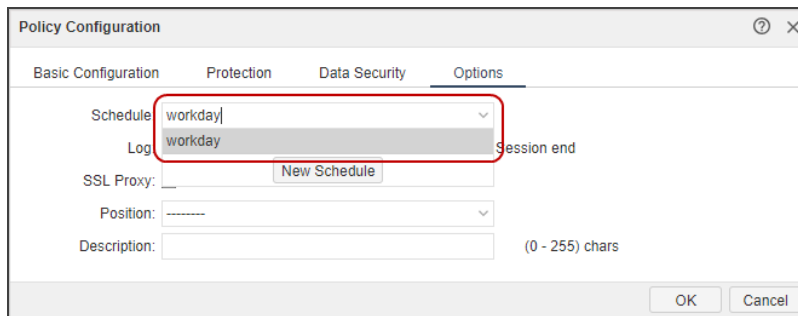 Policy Configuration
Basic Configuration Protection Data Security Options
Schedule: workday
workday
Log Session end
New Schedule
SSL Proxy:
Position: --------
Description: (0 - 255) chars
OK Cancel